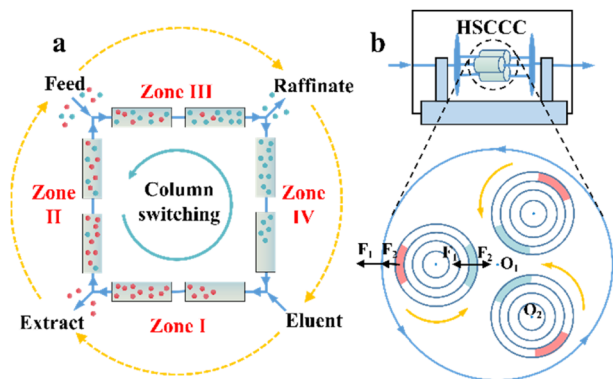 a
Feed
Zone III
Raffinate
Zone
II
Column
switching
Zone
IV
Extract
Zone I
Eluent
b
HSCCC
F1 F2 F1 F2 O1
O2